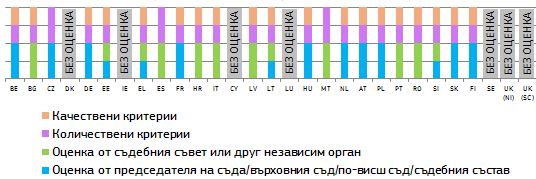 БЕЗ ОЦЕНКА БЕЗ ОЦЕНКА БЕЗ ОЦЕНКА БЕЗ ОЦЕНКА БЕЗ ОЦЕНКА БЕЗ ОЦЕНКА БЕЗ ОЦЕНКА
BE BG CZ DK DE EE IE EL ES FR HR IT CY LV LT LU HU MT NL AT PL PT RO SI SK FI SE UK (NI) UK (SC)
Качествени критерии
Количествени критерии
Оценка от съдебния съвет или друг независим орган
Оценка от председателя на съда/върховния съд/по-висш съд/съдебния състав